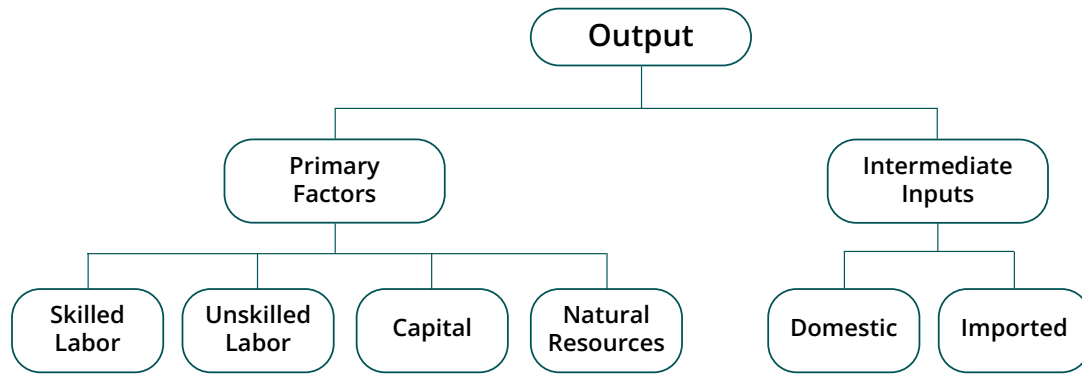 Output
Primary
Factors
Intermediate
Inputs
Skilled
Labor
Unskilled
Labor
Capital
Natural
Resources
Domestic
Imported